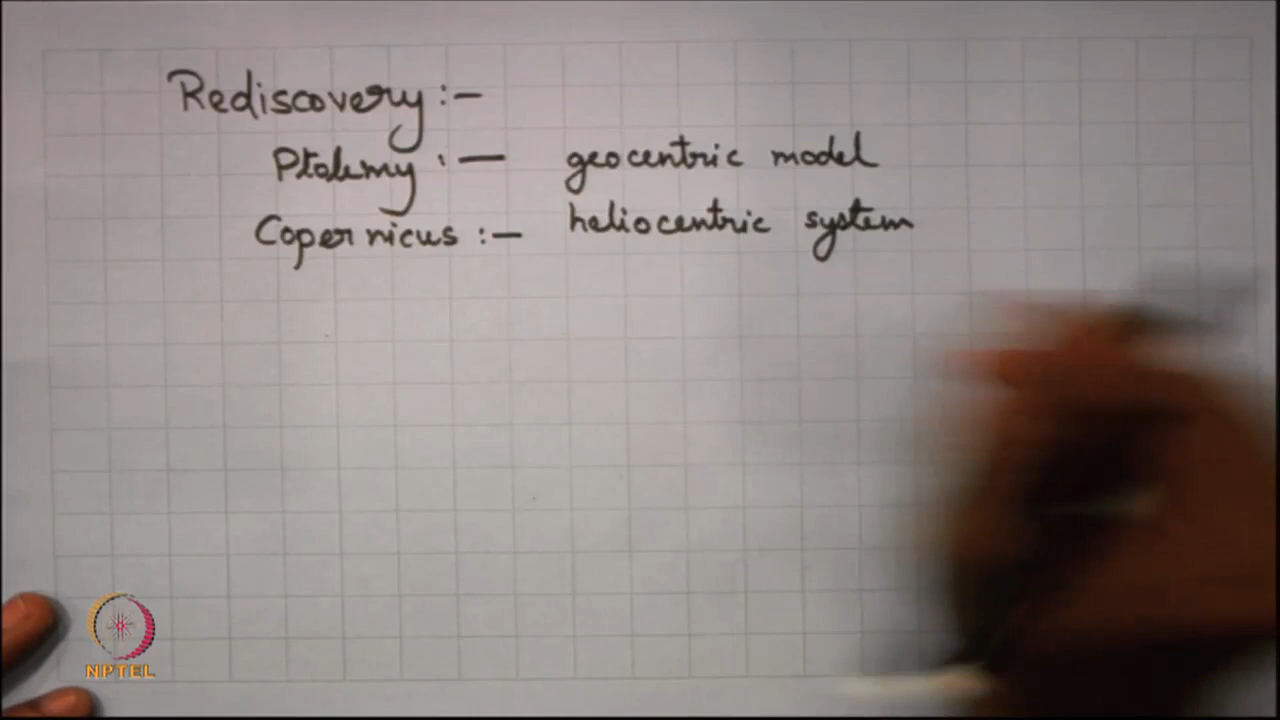 Rediscovery :-
Ptolemy :- geocentric model
Copernicus :- heliocentric system
NPTEL